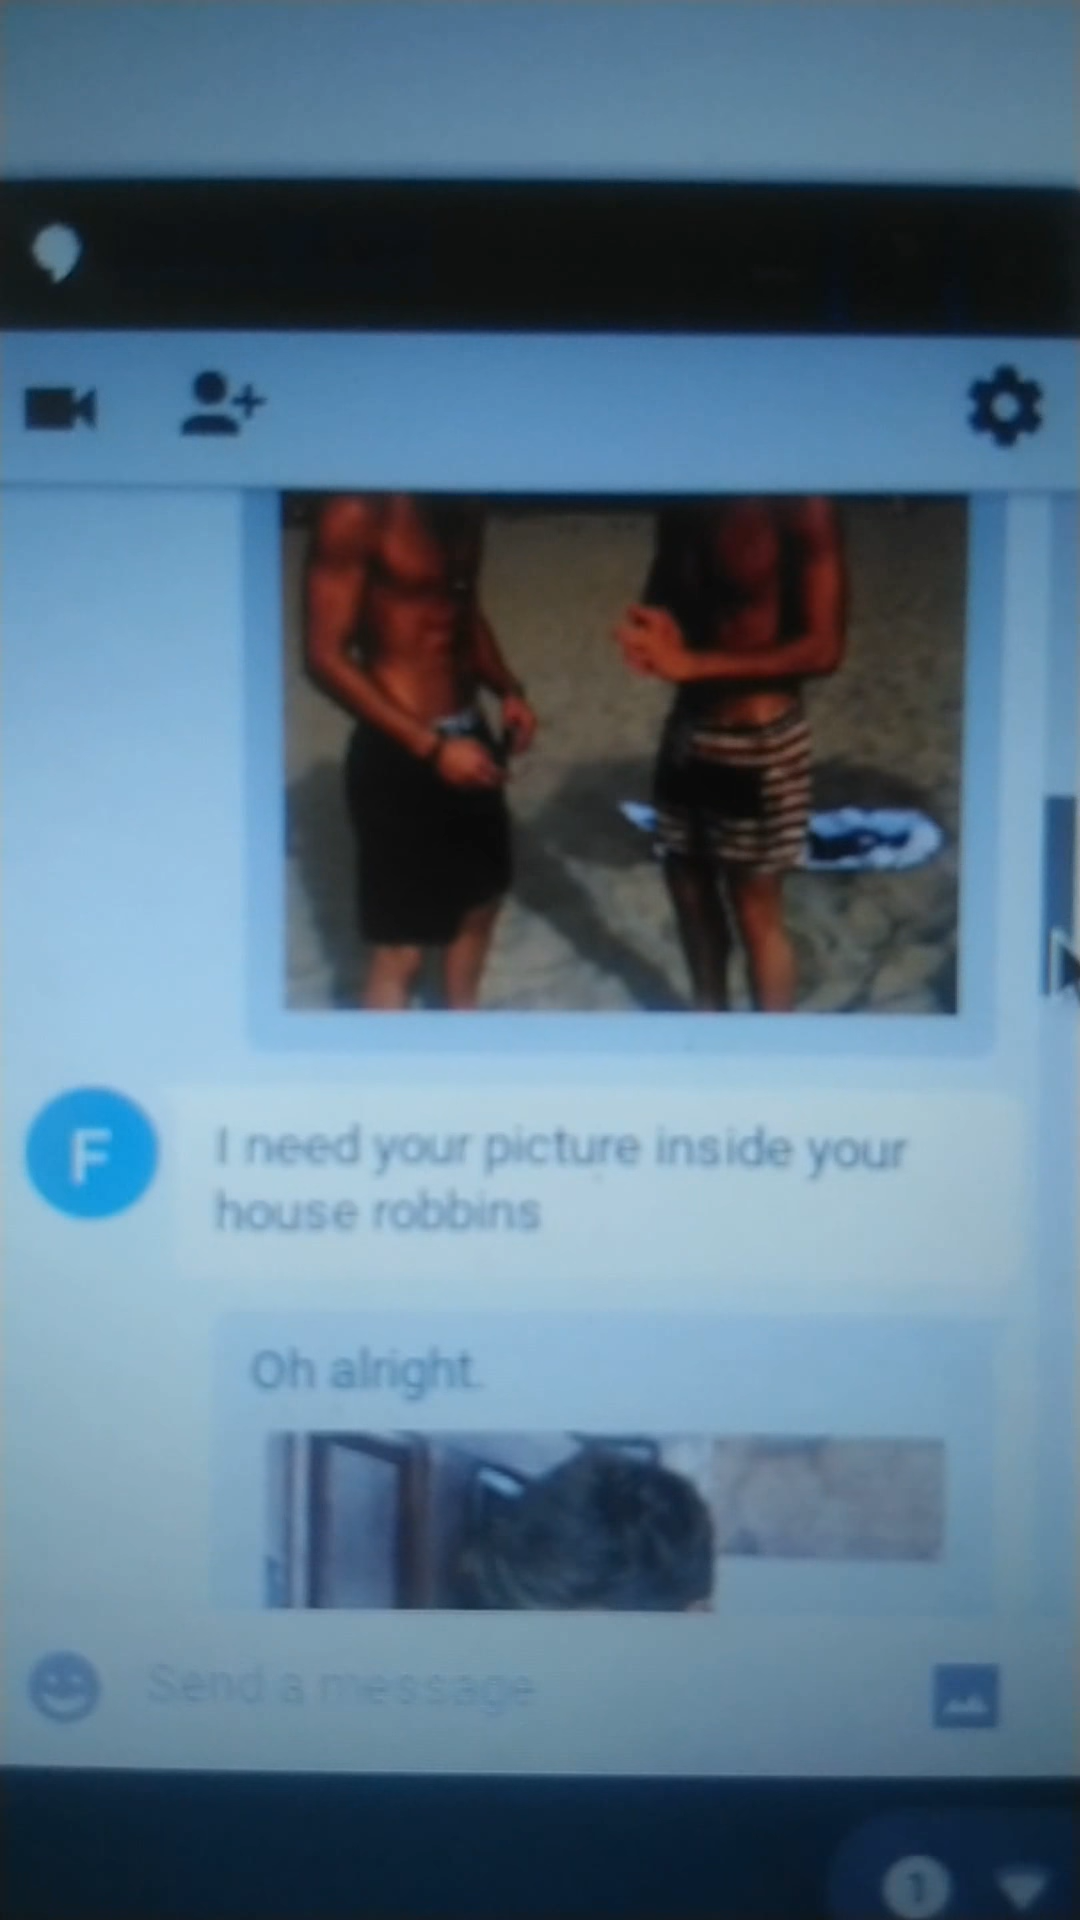 F
I need your picture inside your
house robbins
Oh alright.
Send a message
1